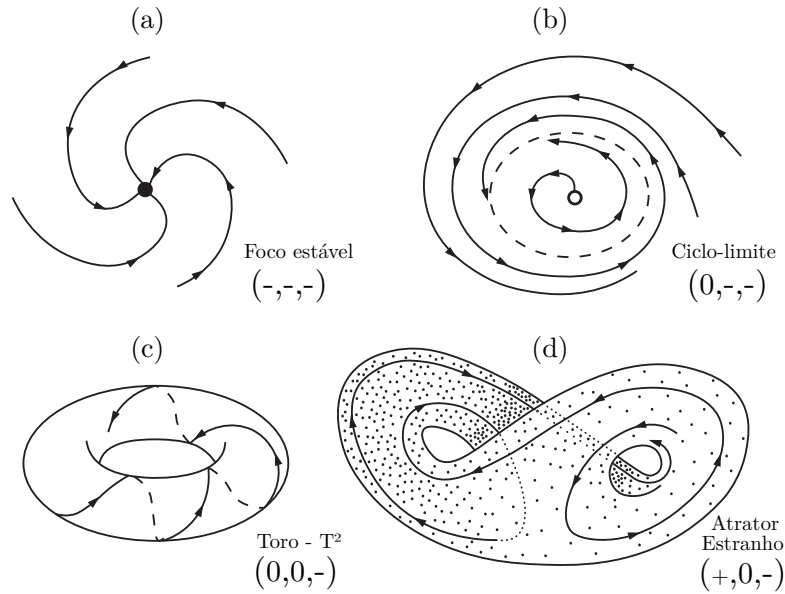 (a)
Foco estável
(-,-,-)
(b)
Ciclo-limite
(0,-,-)
(c)
Toro - T²
(0,0,-)
(d)
Atrator
Estranho
(+,0,-)